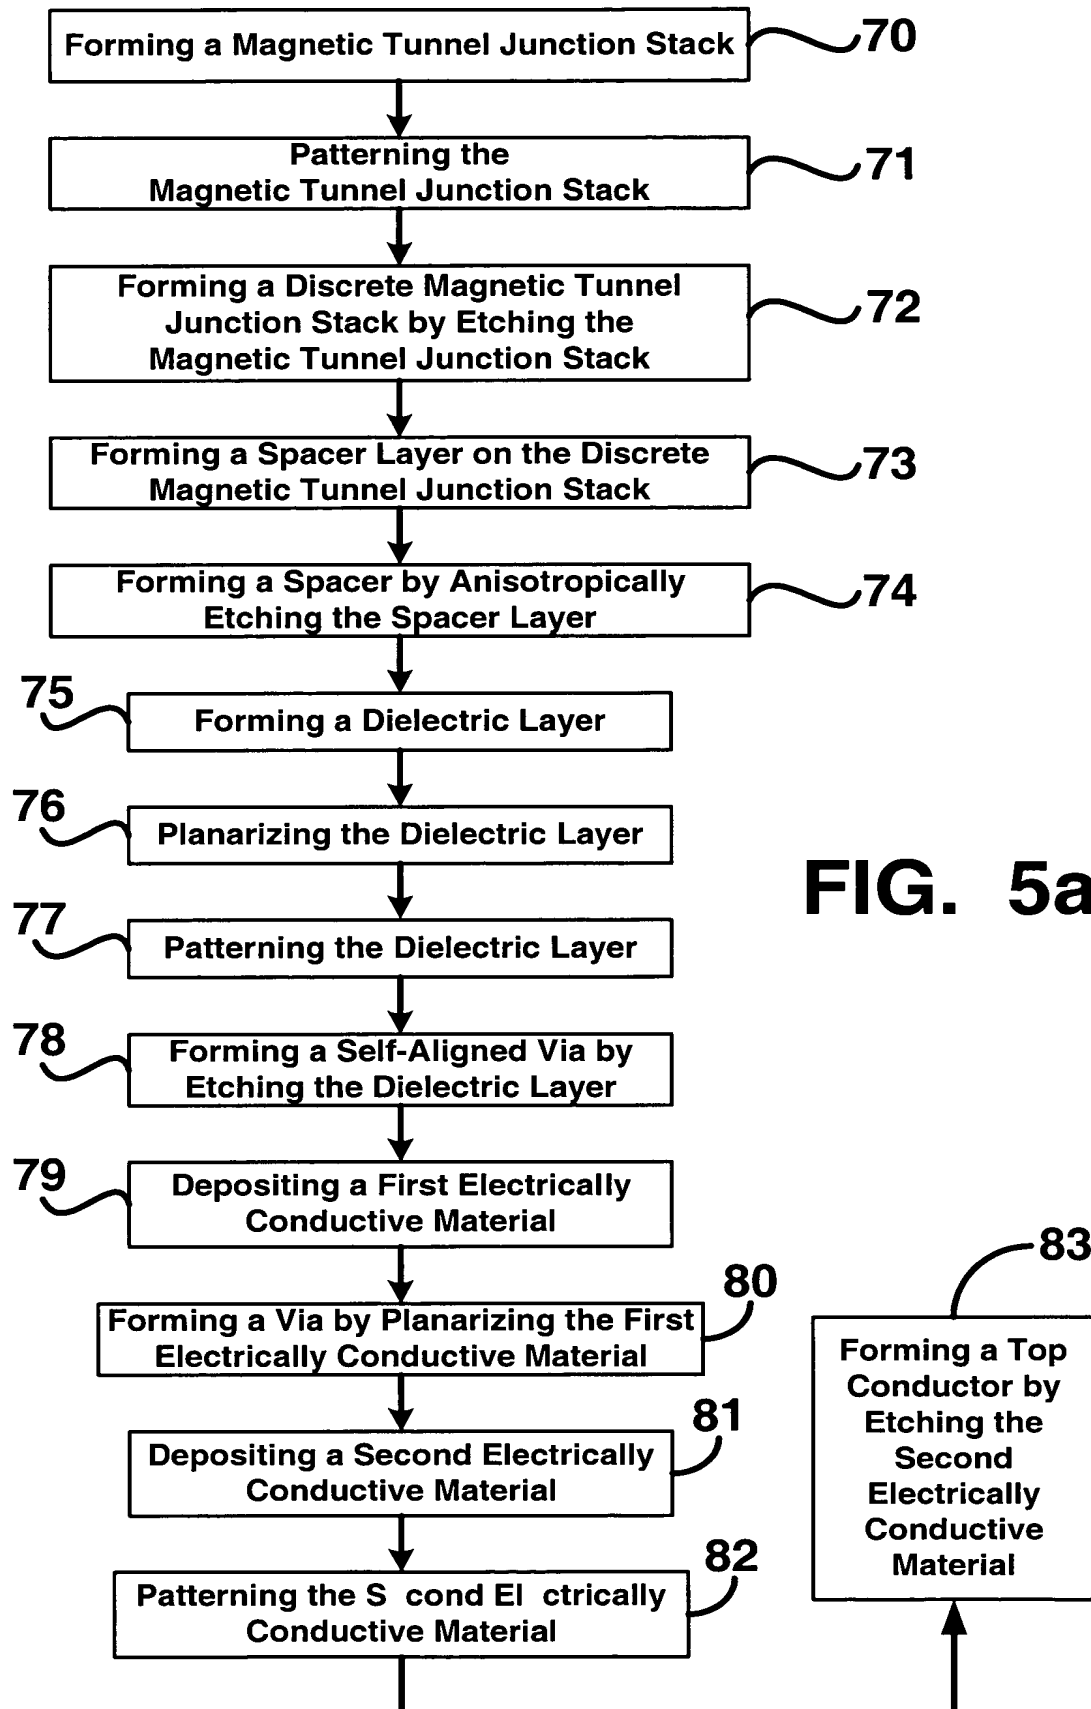 Forming a Magnetic Tunnel Junction Stack
70
Patterning the
Magnetic Tunnel Junction Stack
71
Forming a Discrete Magnetic Tunnel
Junction Stack by Etching the
Magnetic Tunnel Junction Stack
72
Forming a Spacer Layer on the Discrete
Magnetic Tunnel Junction Stack
73
Forming a Spacer by Anisotropically
Etching the Spacer Layer
74
75
Forming a Dielectric Layer
76
Planarizing the Dielectric Layer
FIG. 5a
77
Patterning the Dielectric Layer
78
Forming a Self-Aligned Via by
Etching the Dielectric Layer
79
Depositing a First Electrically
Conductive Material
80
Forming a Via by Planarizing the First
Electrically Conductive Material
81
Depositing a Second Electrically
Conductive Material
82
Patterning the S cond El ctrically
Conductive Material
83
Forming a Top
Conductor by
Etching the
Second
Electrically
Conductive
Material